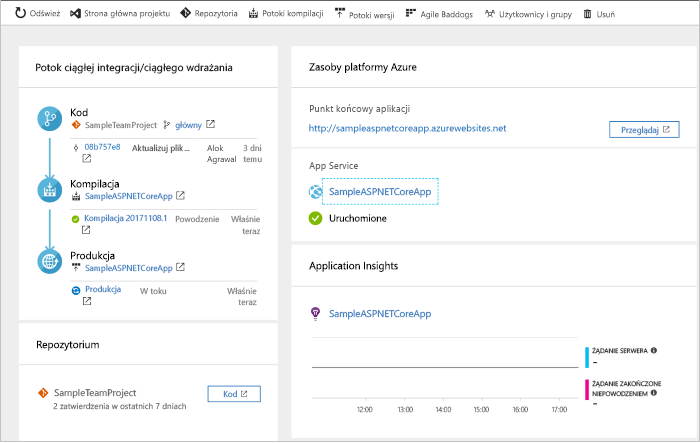 Odśwież
Strona główna projektu
Repozytoria
Potoki kompilacji
Potoki wersji
Agile Baddogs
Użytkownicy i grupy
Usuń
Potok ciągłej integracji/ciągłego wdrażania
Kod
SampleTeamProject główny
08b757e8 Aktualizuj plik ... Alok 3 dni
Agrawal temu
Kompilacja
SampleASPNETCoreApp
Kompilacja 20171108.1 Powodzenie Właśnie
teraz
Produkcja
SampleASPNETCoreApp
Produkcja W toku Właśnie
teraz
Repozytorium
SampleTeamProject Kod
2 zatwierdzenia w ostatnich 7 dniach
Zasoby platformy Azure
Punkt końcowy aplikacji
http://sampleaspnetcoreapp.azurewebsites.net Przeglądaj
App Service
SampleASPNETCoreApp
Uruchomione
Application Insights
SampleASPNETCoreApp
ŻĄDANIE SERWERA
--
ŻĄDANIE ZAKOŃCZONE
NIEPOWODZENIEM
--
12:00 13:00 14:00 15:00 16:00 17:00